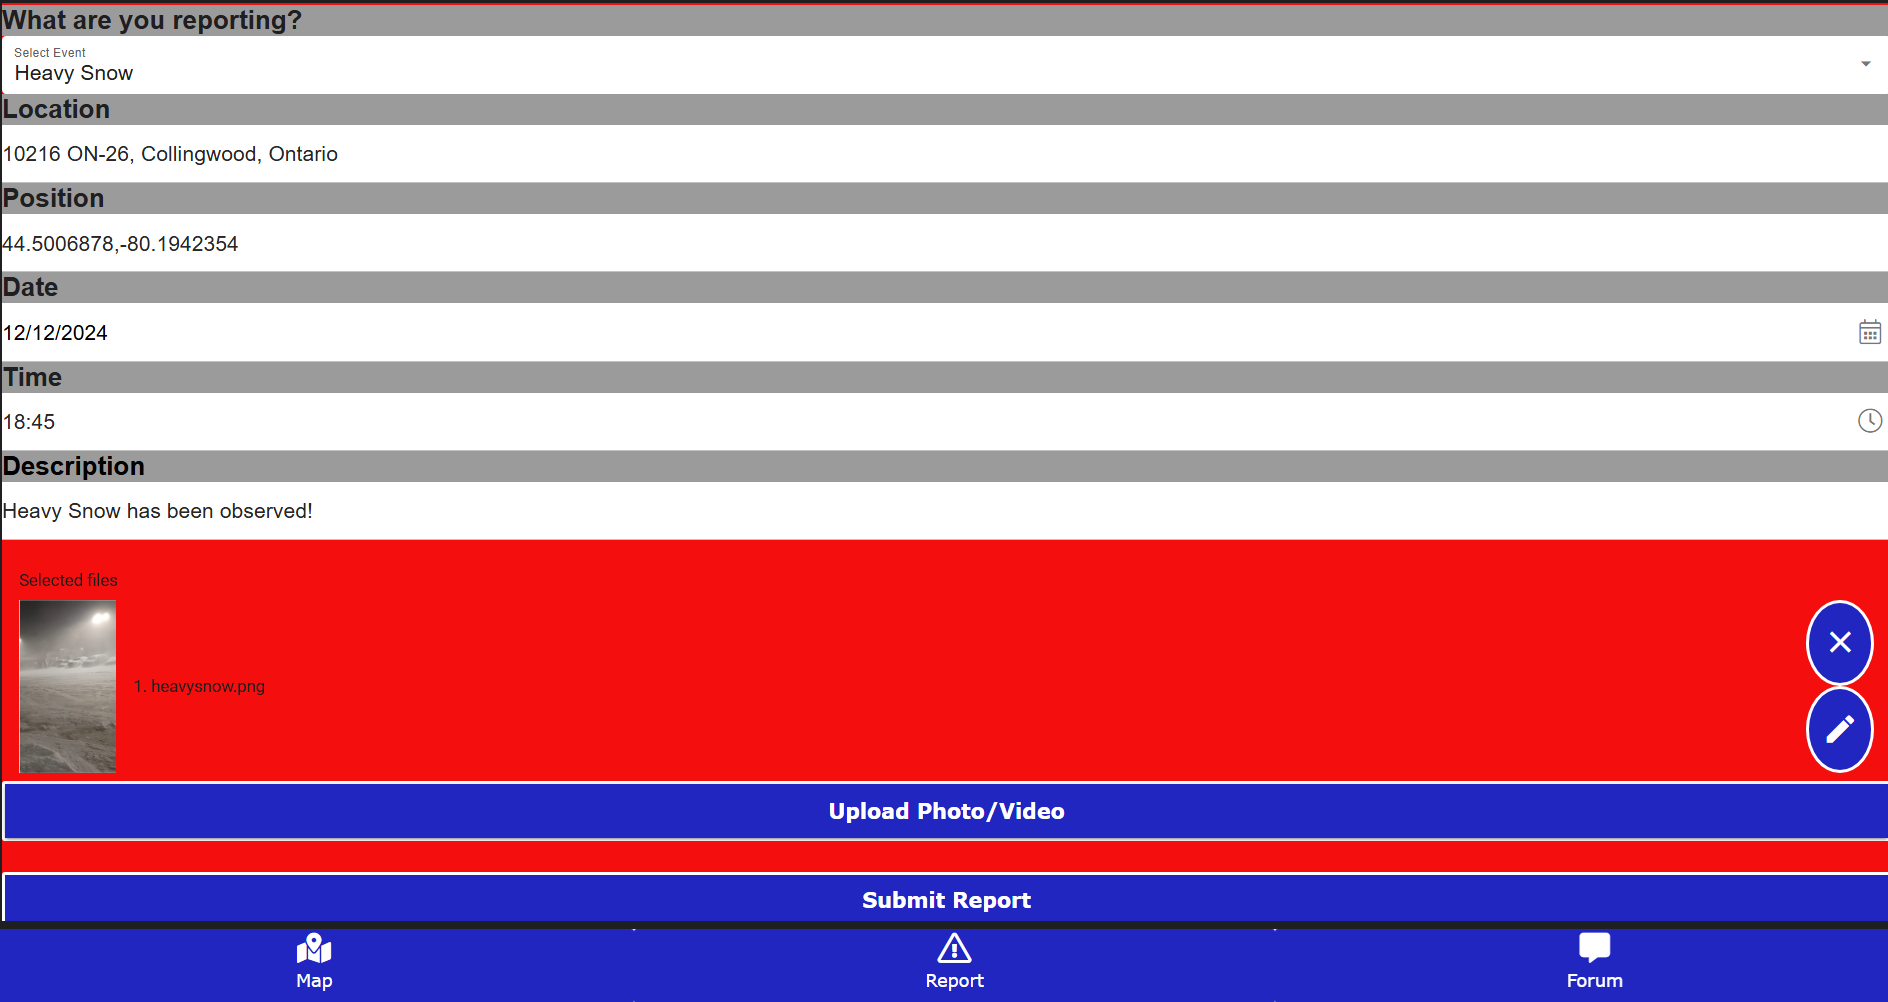 What are you reporting?
Select Event
Heavy Snow
Location
10216 ON-26, Collingwood, Ontario
Position
44.5006878,-80.1942354
Date
12/12/2024
Time
18:45
Description
Heavy Snow has been observed!
Selected files
1. heavysnow.png
Upload Photo/Video
Submit Report
Map
Report
Forum